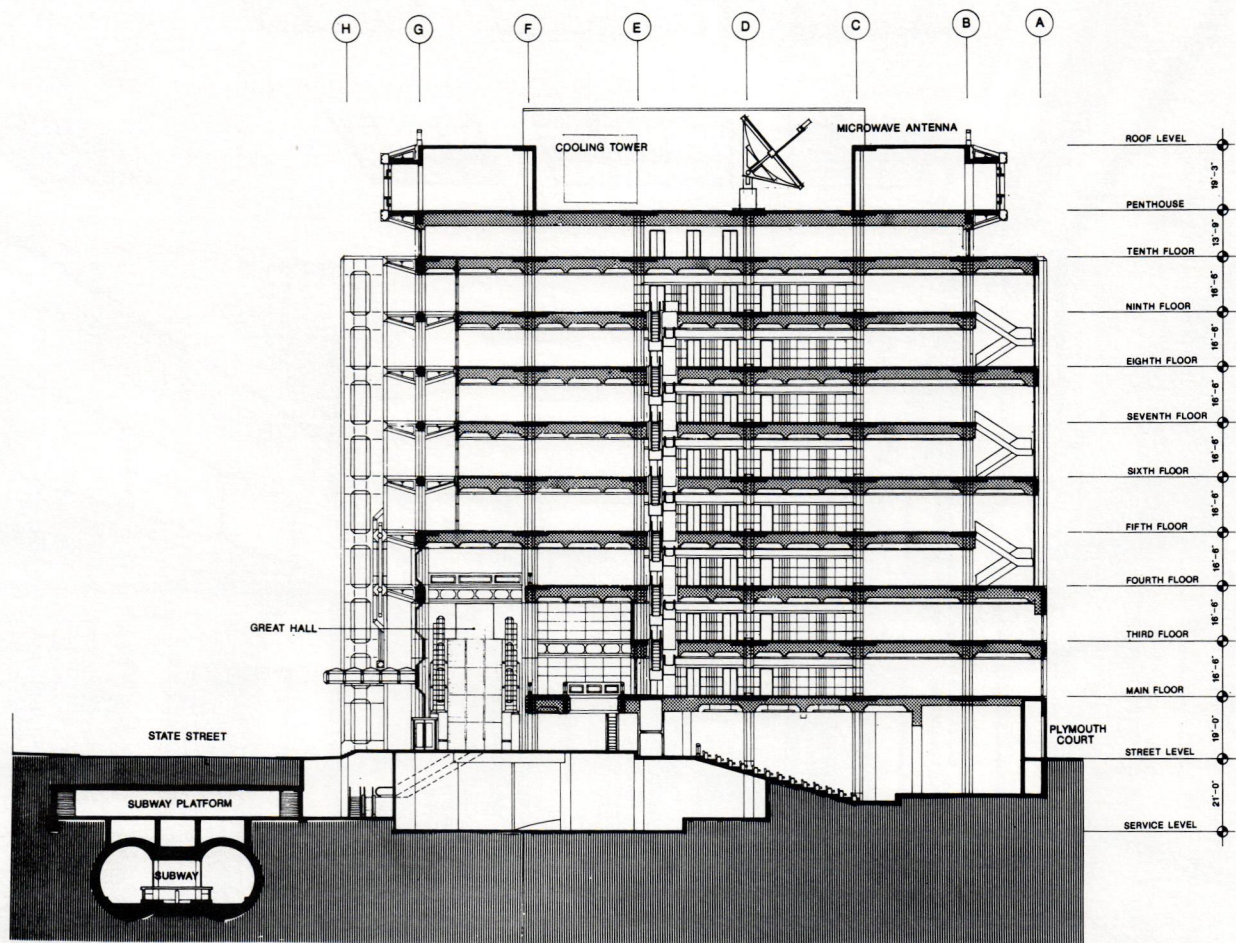 H G F E D C B A
MICROWAVE ANTENNA
COOLING TOWER
ROOF LEVEL
19'-3"
PENTHOUSE
13'-9"
TENTH FLOOR
16'-6"
NINTH FLOOR
16'-6"
EIGHTH FLOOR
16'-6"
SEVENTH FLOOR
16'-6"
SIXTH FLOOR
16'-6"
FIFTH FLOOR
16'-6"
FOURTH FLOOR
16'-6"
GREAT HALL
THIRD FLOOR
16'-6"
MAIN FLOOR
19'-0"
STATE STREET
PLYMOUTH
COURT
STREET LEVEL
21'-0"
SUBWAY PLATFORM
SERVICE LEVEL
SUBWAY